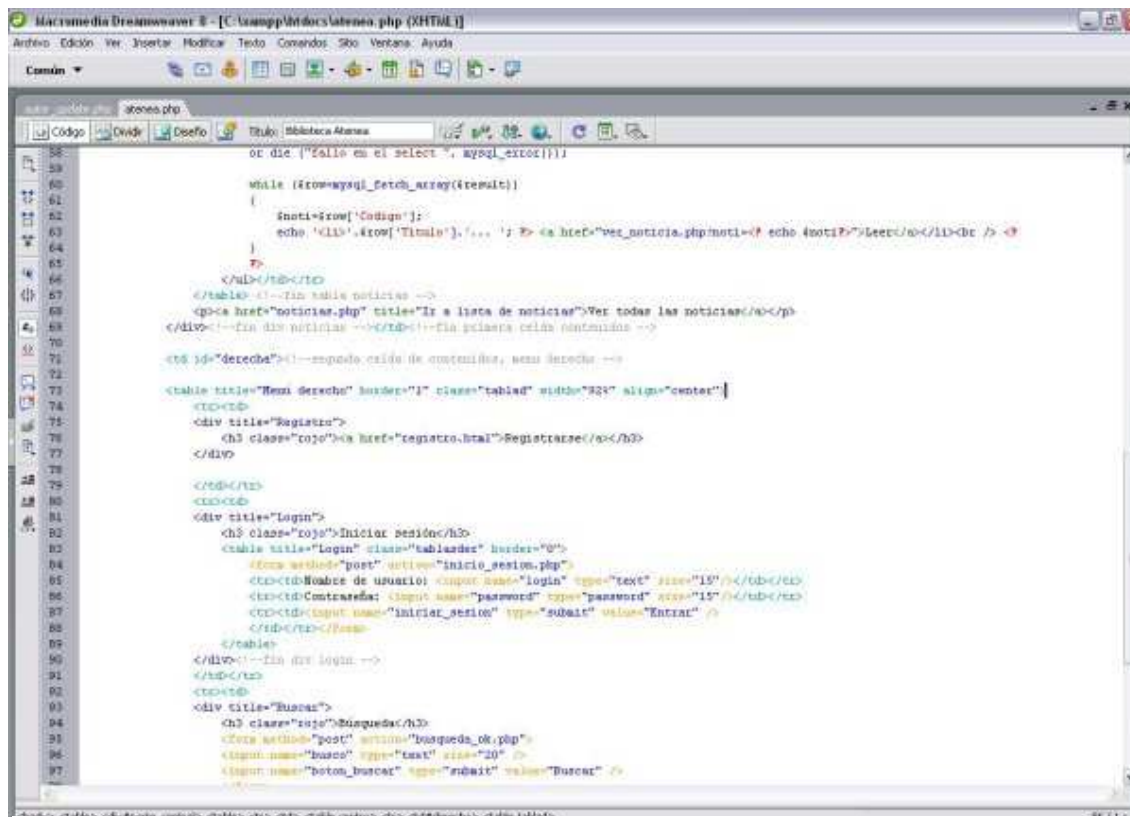 Macromedia Dreamweaver 8 - [C:\xampp\htdocs\atenea.php (XHTML)]
Archivo Edición Ver Insertar Modificar Texto Comandos Sitio Ventana Ayuda
Común
atenea.php
Código Dividir Diseño Título: Biblioteca Atenea
58 or die ("fallo en el select ", mysql_error());
59
60 while ($row=mysql_fetch_array($result))
61 {
62 $noti=$row['Codigo'];
63 echo '<li>'.$row['Titulo'].'... '; ?> <a href="ver_noticia.php?noti=<? echo $noti?>">Leer</a></li><br /> <?
64 }
65 ?>
66 </ul></td></tr>
67 </table> <!--fin tabla noticias -->
68 <p><a href="noticias.php" title="Ir a lista de noticias">Ver todas las noticias</a></p>
69 </div><!--fin div noticias --></td><!--fin primera celda contenidos -->
70
71 <td id="derecha"><!--segunda celda de contenidos, menu derecho -->
72
73 <table title="Menú derecho" border="1" class="tablad" width="92%" align="center">
74 <tr><td>
75 <div title="Registro">
76 <h3 class="rojo"><a href="registro.html">Registrarse</a></h3>
77 </div>
78
79 </td></tr>
80 <tr><td>
81 <div title="Login">
82 <h3 class="rojo">Iniciar sesión</h3>
83 <table title="Login" class="tablasder" border="0">
84 <form method="post" action="inicio_sesion.php">
85 <tr><td>Nombre de usuario: <input name="login" type="text" size="15"/></td></tr>
86 <tr><td>Contraseña: <input name="password" type="password" size="15"/></td></tr>
87 <tr><td><input name="iniciar_sesion" type="submit" value="Entrar" />
88 </td></tr></form>
89 </table>
90 </div><!--fin div login -->
91 </td></tr>
92 <tr><td>
93 <div title="Buscar">
94 <h3 class="rojo">Búsqueda</h3>
95 <form method="post" action="busqueda_ok.php">
96 <input name="busco" type="text" size="20" />
97 <input name="boton_buscar" type="submit" value="Buscar" />